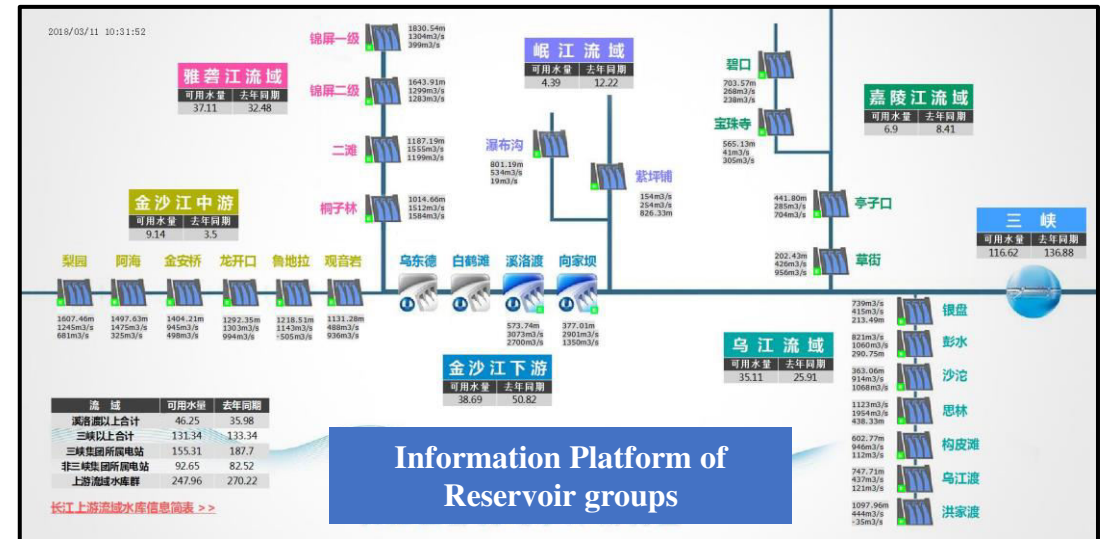 2018/03/11 10:31:52
锦屏一级
1830.54m
1304m3/s
399m3/s
雅砻江流域
可用水量 去年同期
37.11 32.48
锦屏二级
1643.91m
1299m3/s
1283m3/s
二滩
1187.19m
1555m3/s
1199m3/s
桐子林
1014.66m
1512m3/s
1584m3/s
岷江流域
可用水量 去年同期
4.39 12.22
瀑布沟
801.19m
534m3/s
19m3/s
紫坪铺
154m3/s
254m3/s
826.33m
碧口
703.57m
268m3/s
238m3/s
宝珠寺
565.13m
41m3/s
305m3/s
嘉陵江流域
可用水量 去年同期
6.9 8.41
441.80m
285m3/s
704m3/s
亭子口
202.43m
426m3/s
956m3/s
草街
三峡
可用水量 去年同期
116.62 136.88
金沙江中游
可用水量 去年同期
9.14 3.5
梨园 阿海 金安桥 龙开口 鲁地拉 观音岩 乌东德 白鹤滩 溪洛渡 向家坝
1607.46m 1497.63m 1404.21m 1292.35m 1218.51m 1131.28m
1245m3/s 1475m3/s 945m3/s 1303m3/s 1143m3/s 488m3/s
681m3/s 325m3/s 498m3/s 994m3/s -505m3/s 936m3/s
573.74m 377.01m
3073m3/s 2901m3/s
2700m3/s 1350m3/s
金沙江下游
可用水量 去年同期
38.69 50.82
乌江流域
可用水量 去年同期
35.11 25.91
739m3/s
415m3/s
213.49m
银盘
821m3/s
1060m3/s
290.75m
彭水
363.06m
914m3/s
1068m3/s
沙沱
1123m3/s
1954m3/s
438.33m
思林
602.77m
946m3/s
112m3/s
构皮滩
747.71m
437m3/s
121m3/s
乌江渡
1097.96m
444m3/s
-35m3/s
洪家渡
流域 可用水量 去年同期
溪洛渡以上合计 46.25 35.98
三峡以上合计 131.34 133.34
三峡集团所属电站 155.31 187.7
非三峡集团所属电站 92.65 82.52
上游流域水库群 247.96 270.22
长江上游流域水库信息简表 >>
Information Platform of
Reservoir groups